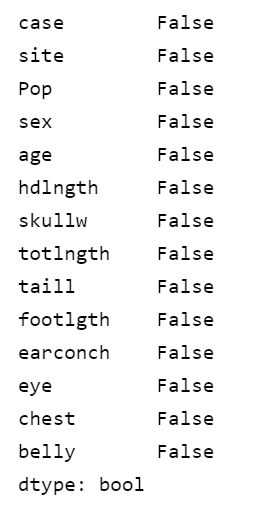 case False
site False
Pop False
sex False
age False
hdlngth False
skullw False
totlngth False
taill False
footlgth False
earconch False
eye False
chest False
belly False
dtype: bool